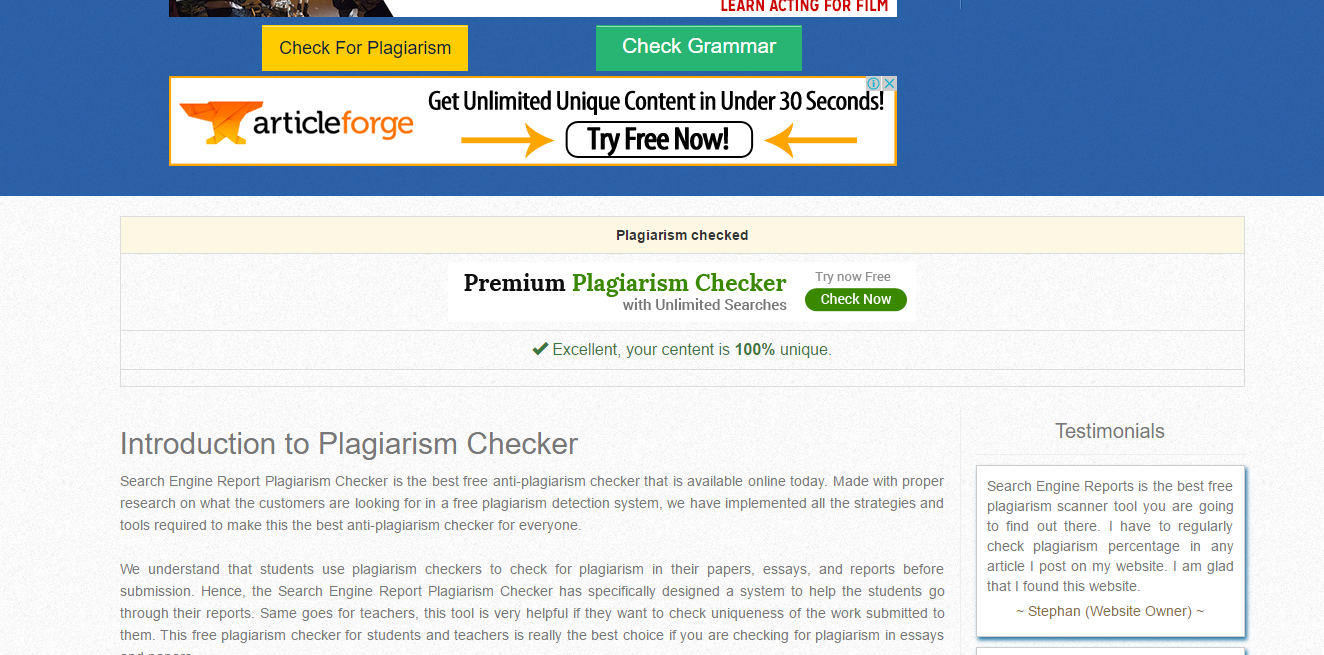 LEARN ACTING FOR FILM
Check For Plagiarism
Check Grammar
articleforge
Get Unlimited Unique Content in Under 30 Seconds!
Try Free Now!
Plagiarism checked
Premium Plagiarism Checker
with Unlimited Searches
Try now Free
Check Now
Excellent, your centent is 100% unique.
Introduction to Plagiarism Checker
Search Engine Report Plagiarism Checker is the best free anti-plagiarism checker that is available online today. Made with proper
research on what the customers are looking for in a free plagiarism detection system, we have implemented all the strategies and
tools required to make this the best anti-plagiarism checker for everyone.
We understand that students use plagiarism checkers to check for plagiarism in their papers, essays, and reports before
submission. Hence, the Search Engine Report Plagiarism Checker has specifically designed a system to help the students go
through their reports. Same goes for teachers, this tool is very helpful if they want to check uniqueness of the work submitted to
them. This free plagiarism checker for students and teachers is really the best choice if you are checking for plagiarism in essays
Testimonials
Search Engine Reports is the best free
plagiarism scanner tool you are going
to find out there. I have to regularly
check plagiarism percentage in any
article I post on my website. I am glad
that I found this website.
~ Stephan (Website Owner) ~